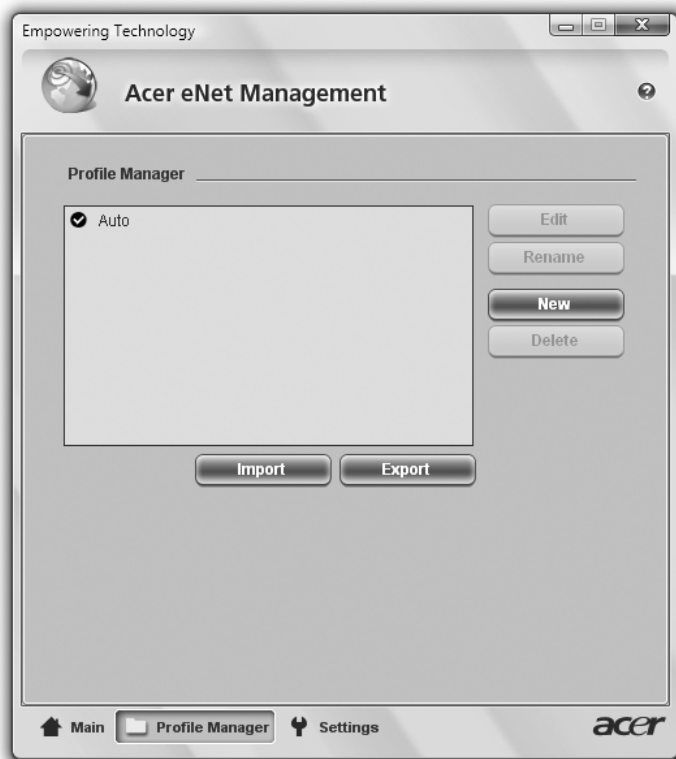 Empowering Technology
Acer eNet Management
Profile Manager
Auto
Edit
Rename
New
Delete
Import
Export
Main
Profile Manager
Settings
acer